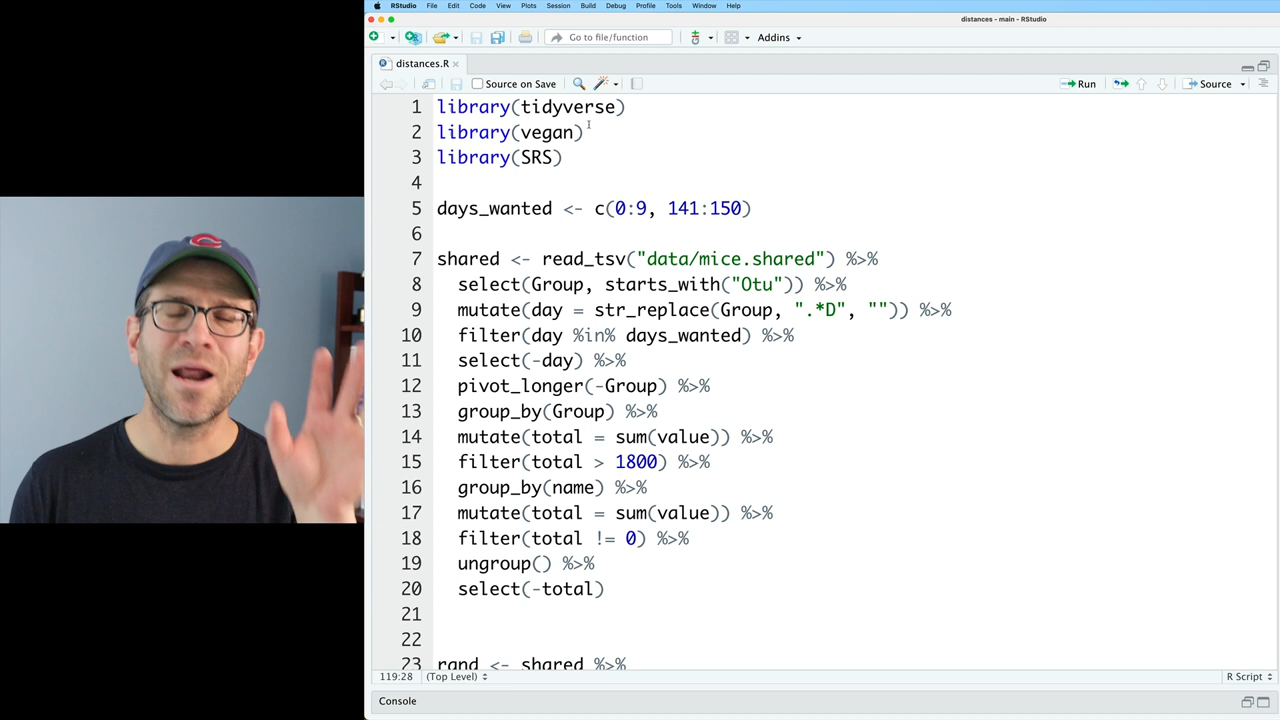 RStudio File Edit Code View Plots Session Build Debug Profile Tools Window Help
distances - main - RStudio
Go to file/function Addins
distances.R
Source on Save Run Source
1 library(tidyverse)
2 library(vegan)
3 library(SRS)
4
5 days_wanted <- c(0:9, 141:150)
6
7 shared <- read_tsv("data/mice.shared") %>%
8 select(Group, starts_with("Otu")) %>%
9 mutate(day = str_replace(Group, ".*D", "")) %>%
10 filter(day %in% days_wanted) %>%
11 select(-day) %>%
12 pivot_longer(-Group) %>%
13 group_by(Group) %>%
14 mutate(total = sum(value)) %>%
15 filter(total > 1800) %>%
16 group_by(name) %>%
17 mutate(total = sum(value)) %>%
18 filter(total != 0) %>%
19 ungroup() %>%
20 select(-total)
21
22
23 rand <- shared %>%
119:28 (Top Level) R Script
Console